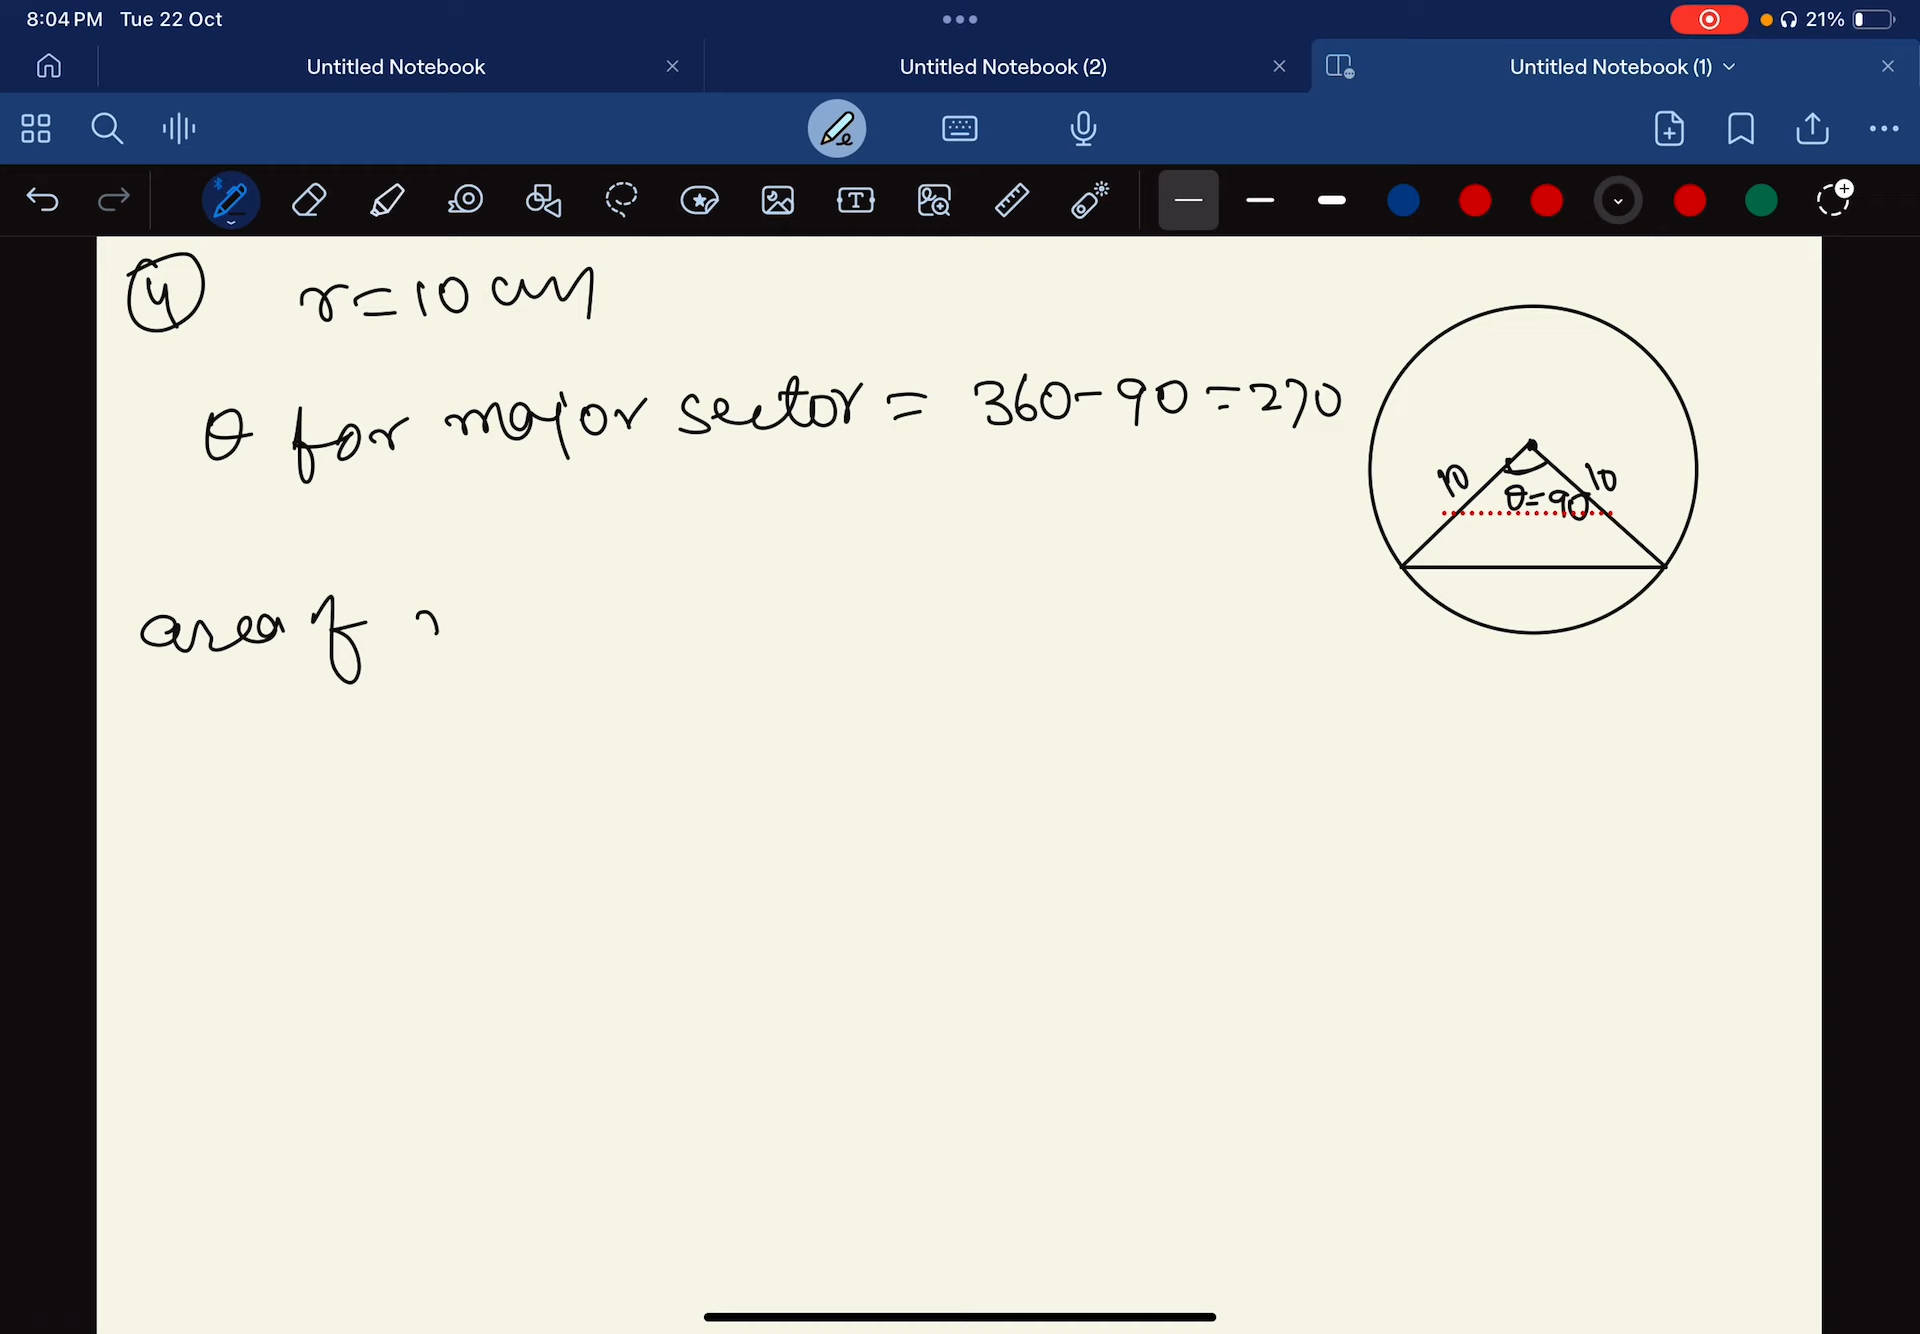 8:04 PM Tue 22 Oct
21%
Untitled Notebook
Untitled Notebook (2)
Untitled Notebook (1)
T
4 r = 10 cm
θ for major sector = 360 - 90 = 270
10
10
θ = 90
area of